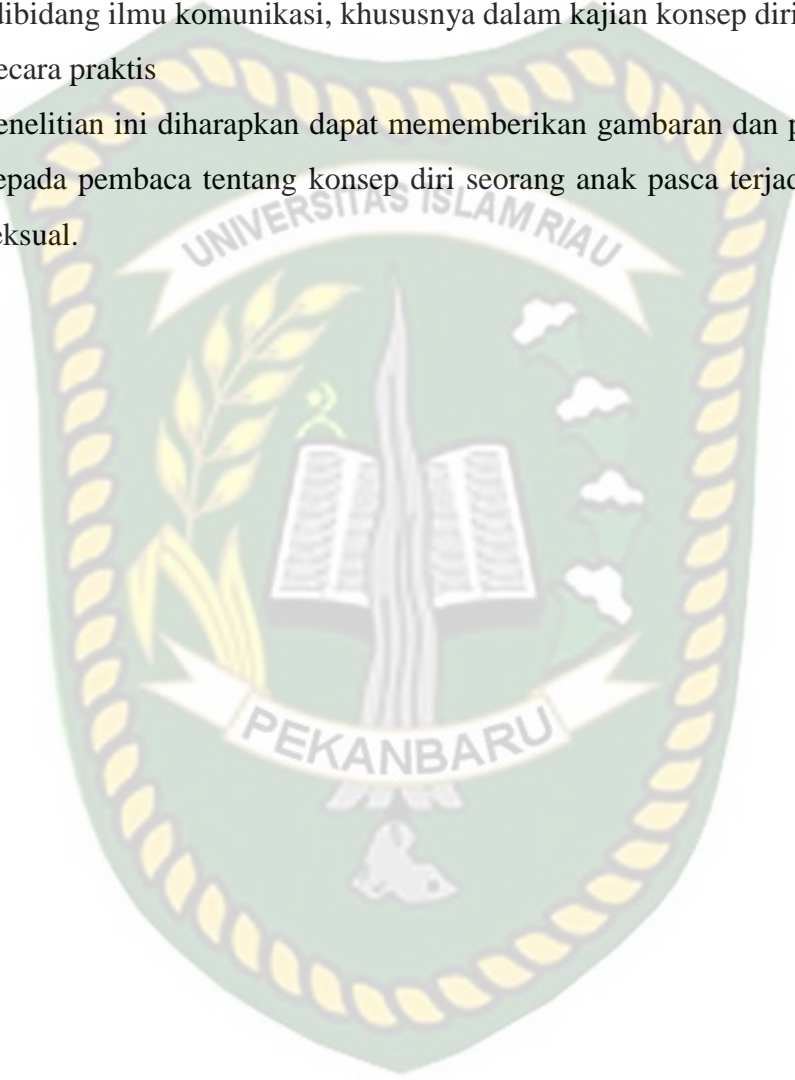 dibidang ilmu komunikasi, khususnya dalam kajian konsep diri
ecara praktis
enelitian ini diharapkan dapat mememberikan gambaran dan p
epada pembaca tentang konsep diri seorang anak pasca terjad
eksual.
UNIVERSITAS ISLAM RIAU
PEKANBARU